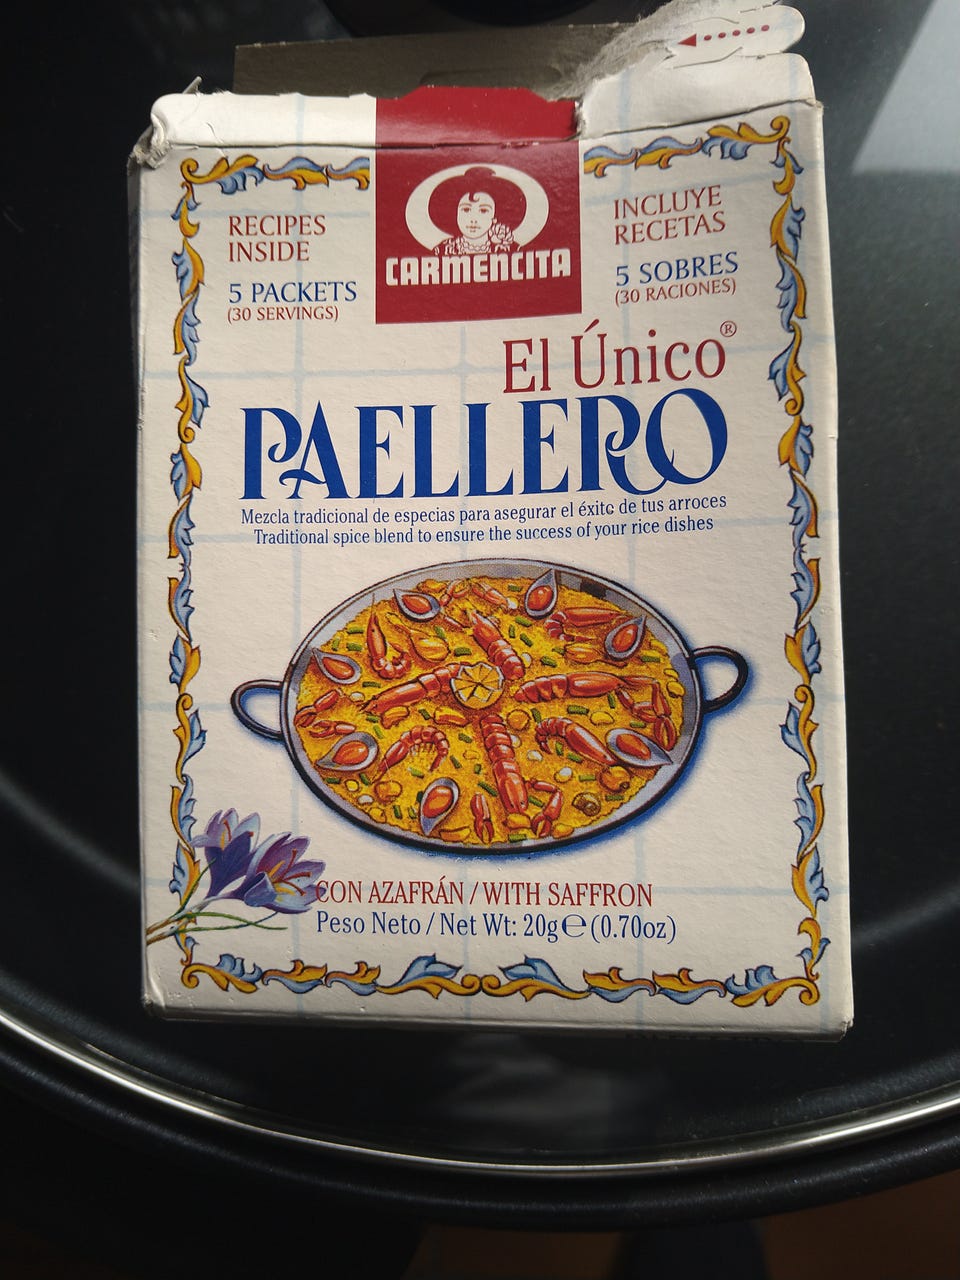 CARMENCITA
RECIPES
INSIDE
5 PACKETS
(30 SERVINGS)
INCLUYE
RECETAS
5 SOBRES
(30 RACIONES)
El Único®
PAELLERO
Mezcla tradicional de especias para asegurar el éxito de tus arroces
Traditional spice blend to ensure the success of your rice dishes
CON AZAFRÁN / WITH SAFFRON
Peso Neto / Net Wt: 20g℮(0.70oz)